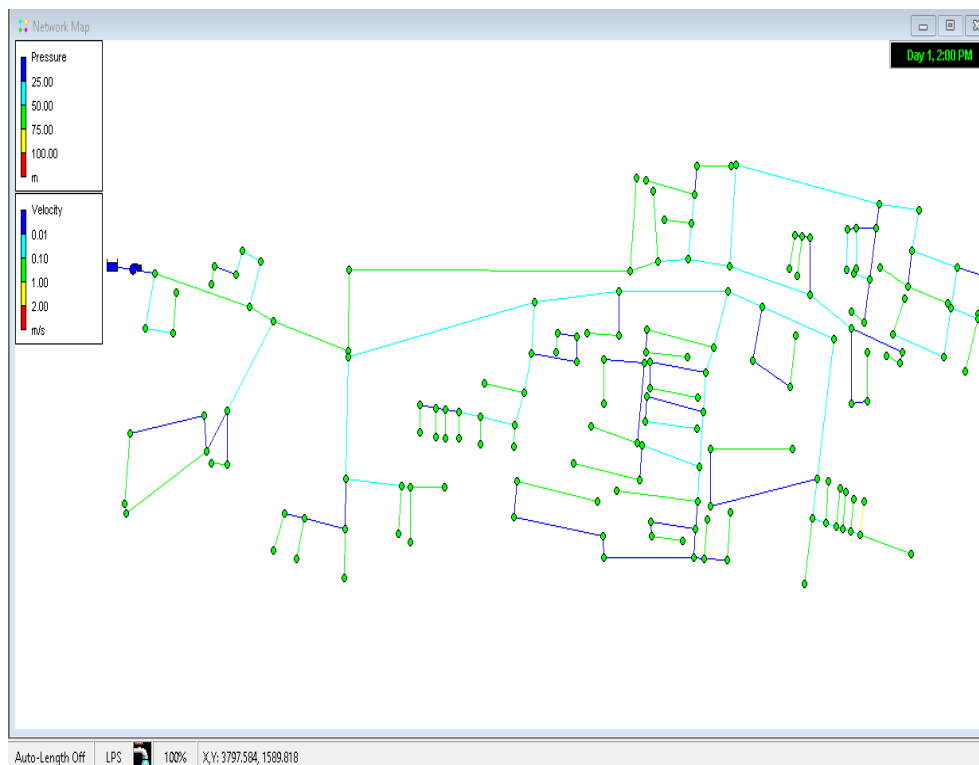 Network Map
Day 1, 2:00 PM
Pressure
25.00
50.00
75.00
100.00
m
Velocity
0.01
0.10
1.00
2.00
m/s
Auto-Length Off LPS 100% X,Y: 3797.584, 1589.818